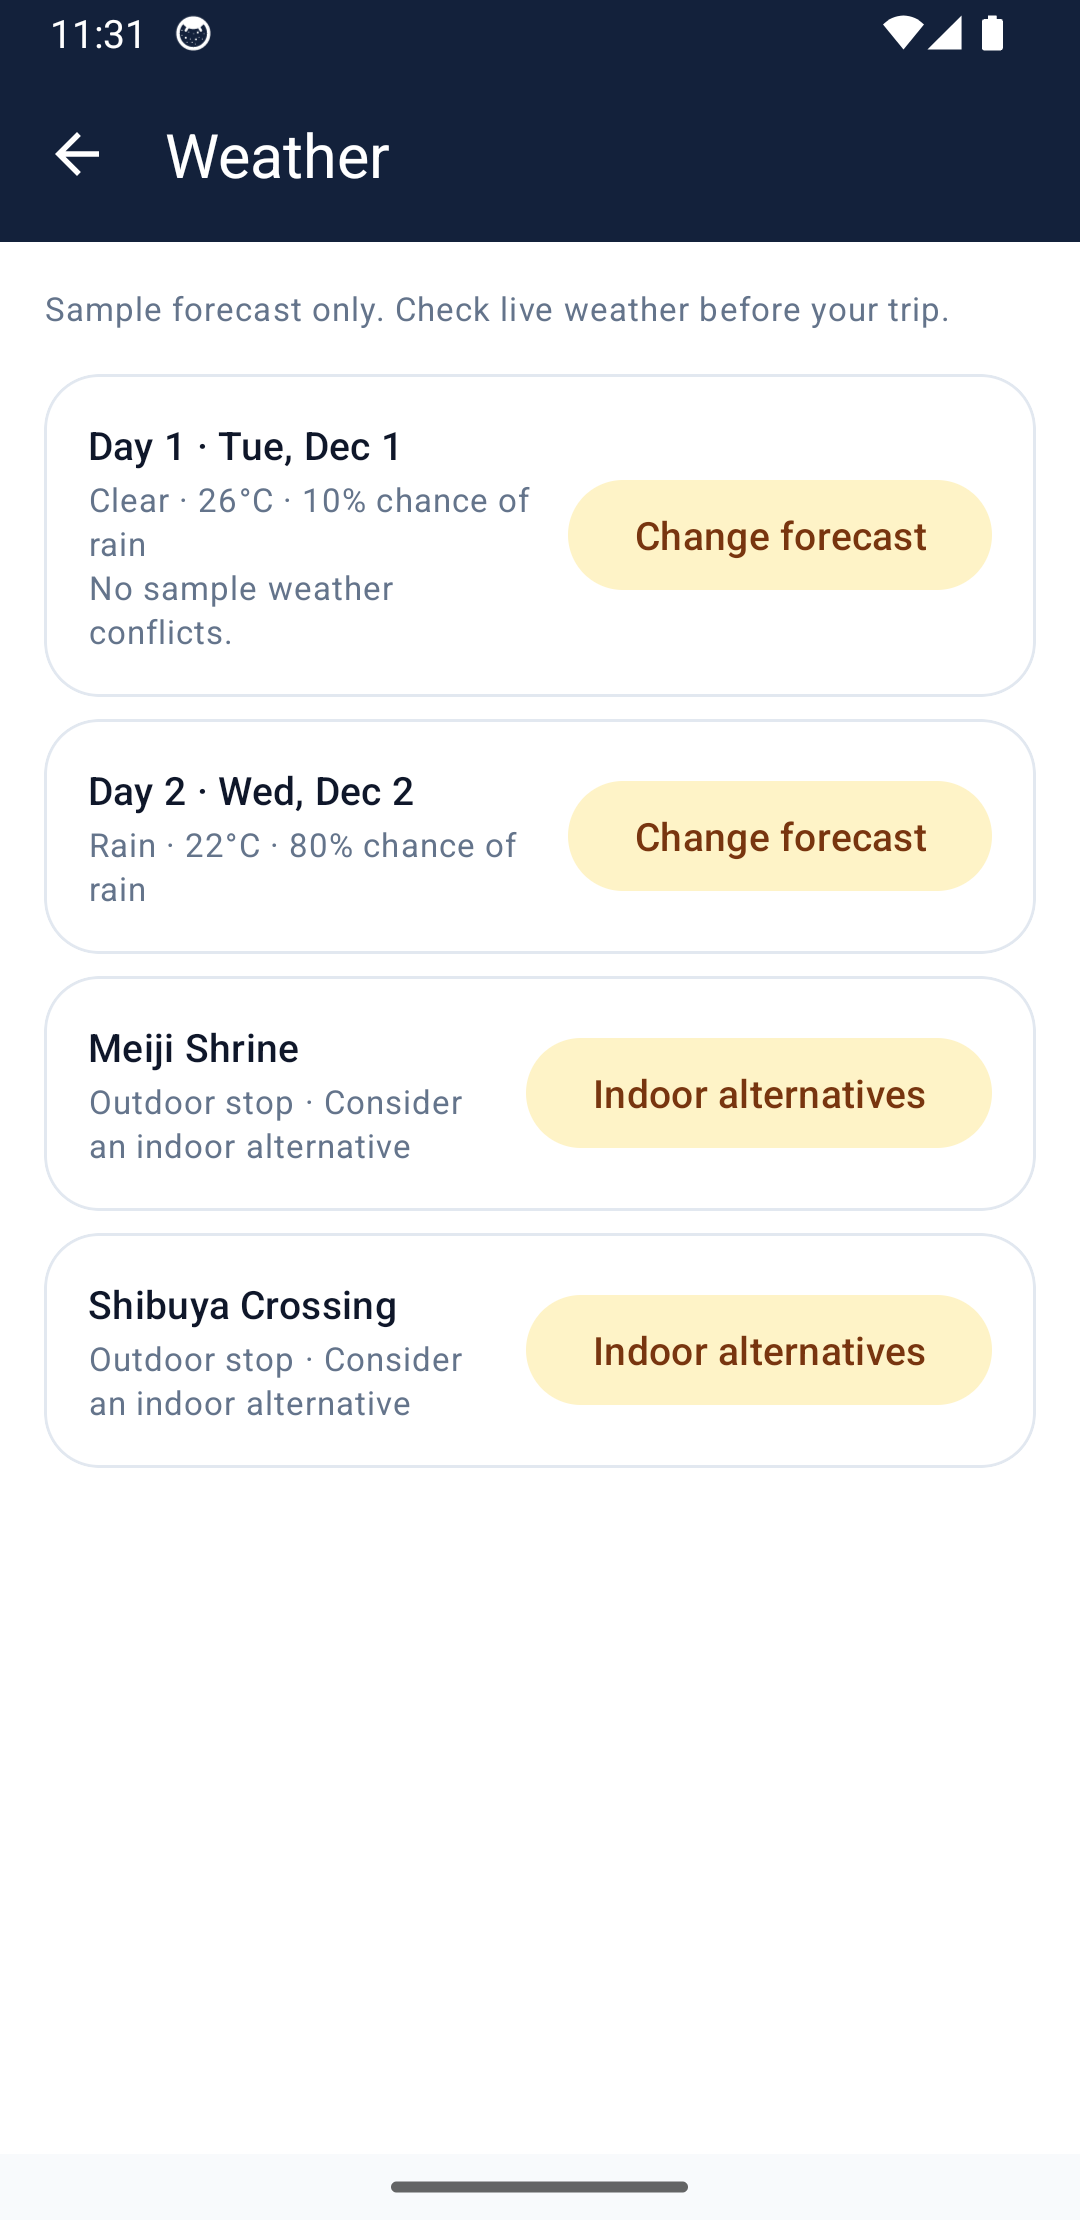 11:31
Weather
Sample forecast only. Check live weather before your trip.
Day 1 · Tue, Dec 1
Clear · 26°C · 10% chance of
rain
No sample weather
conflicts.
Change forecast
Day 2 · Wed, Dec 2
Rain · 22°C · 80% chance of
rain
Change forecast
Meiji Shrine
Outdoor stop · Consider
an indoor alternative
Indoor alternatives
Shibuya Crossing
Outdoor stop · Consider
an indoor alternative
Indoor alternatives